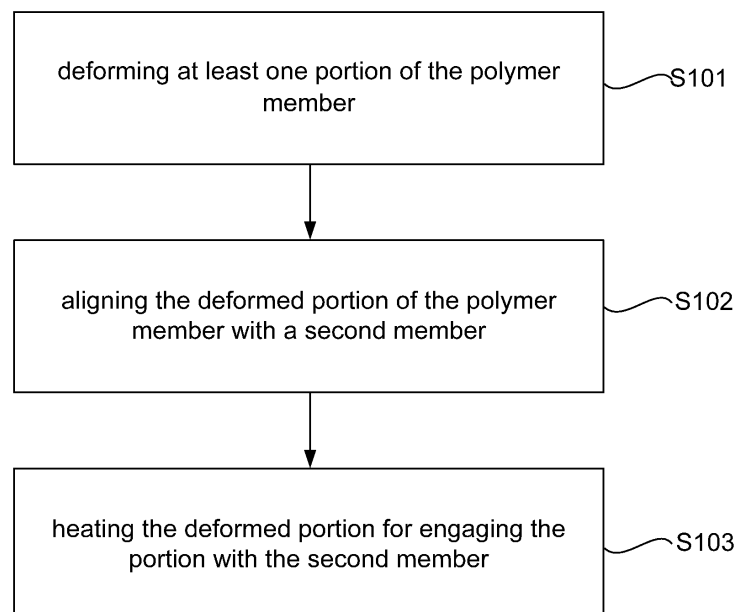 deforming at least one portion of the polymer
member
S101
aligning the deformed portion of the polymer
member with a second member
S102
heating the deformed portion for engaging the
portion with the second member
S103